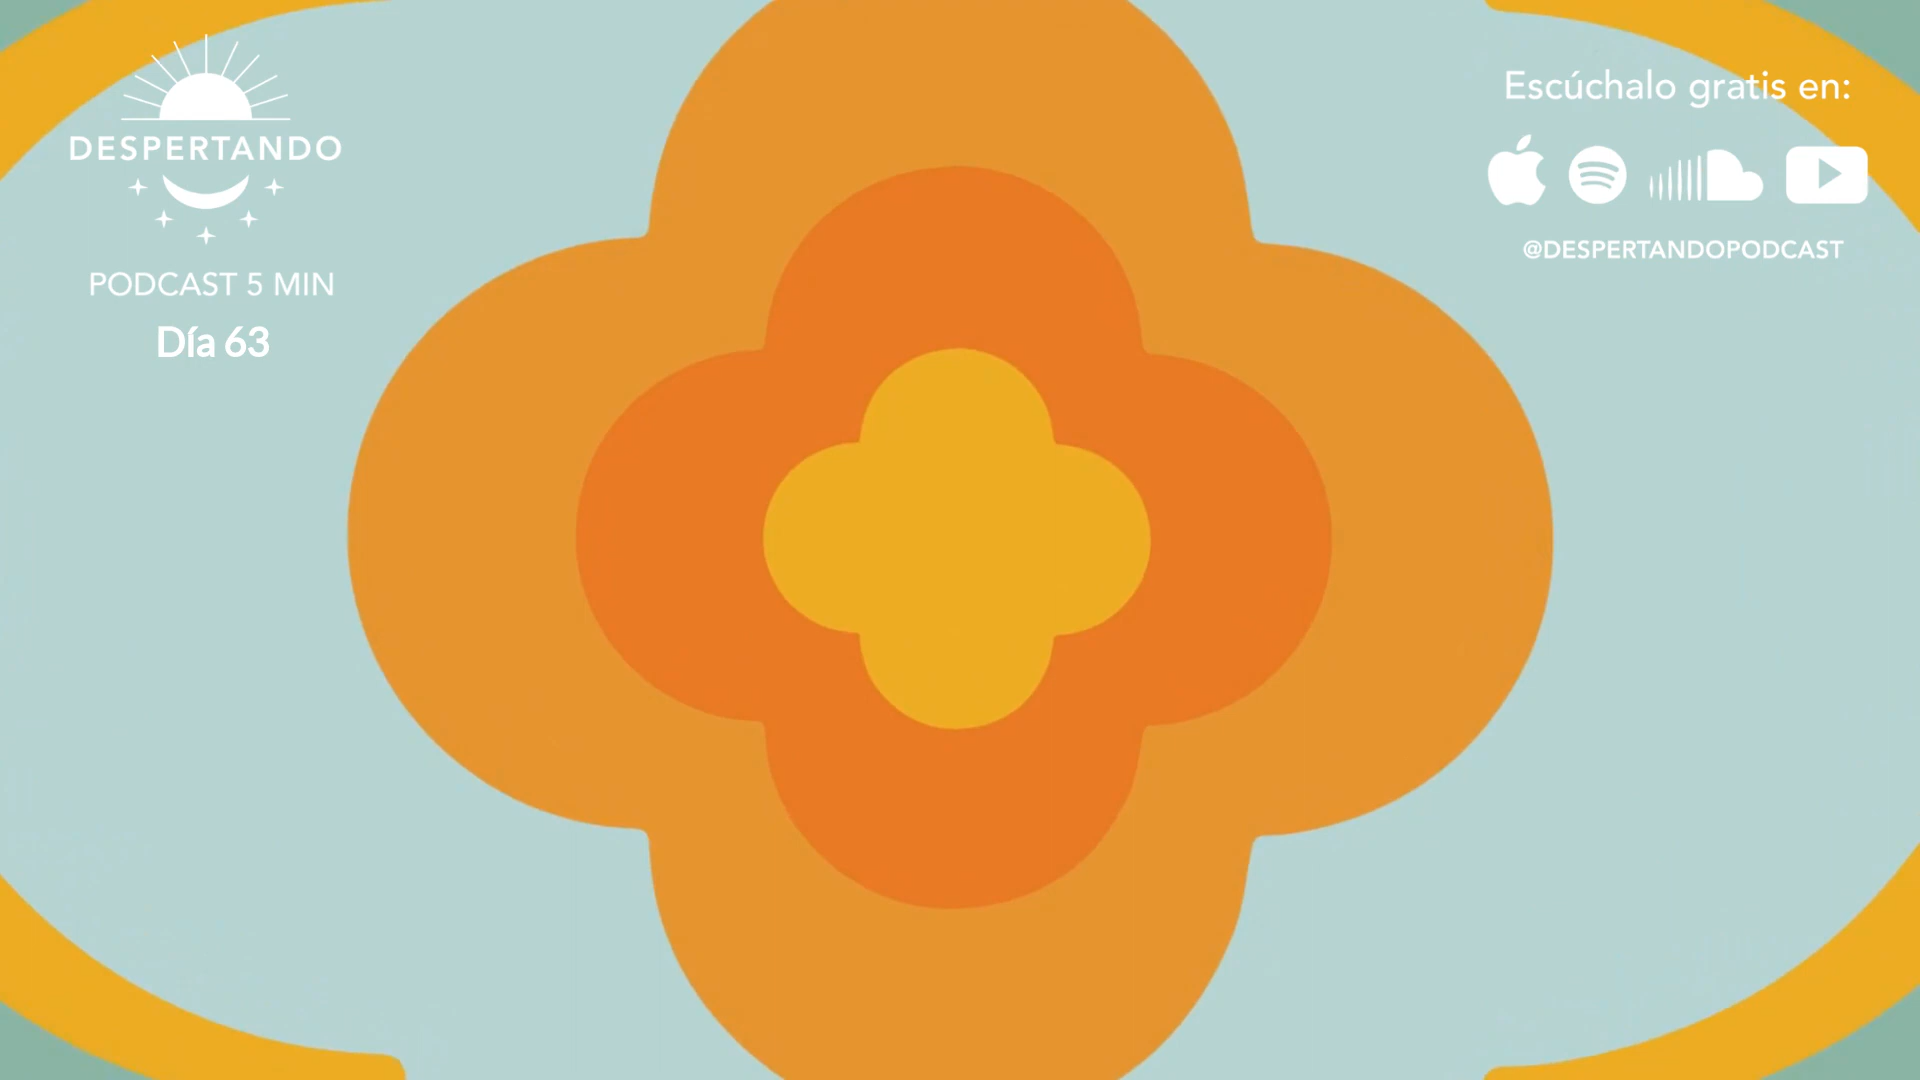 DESPERTANDO
PODCAST 5 MIN
Día 63
Escúchalo gratis en:
@DESPERTANDOPODCAST